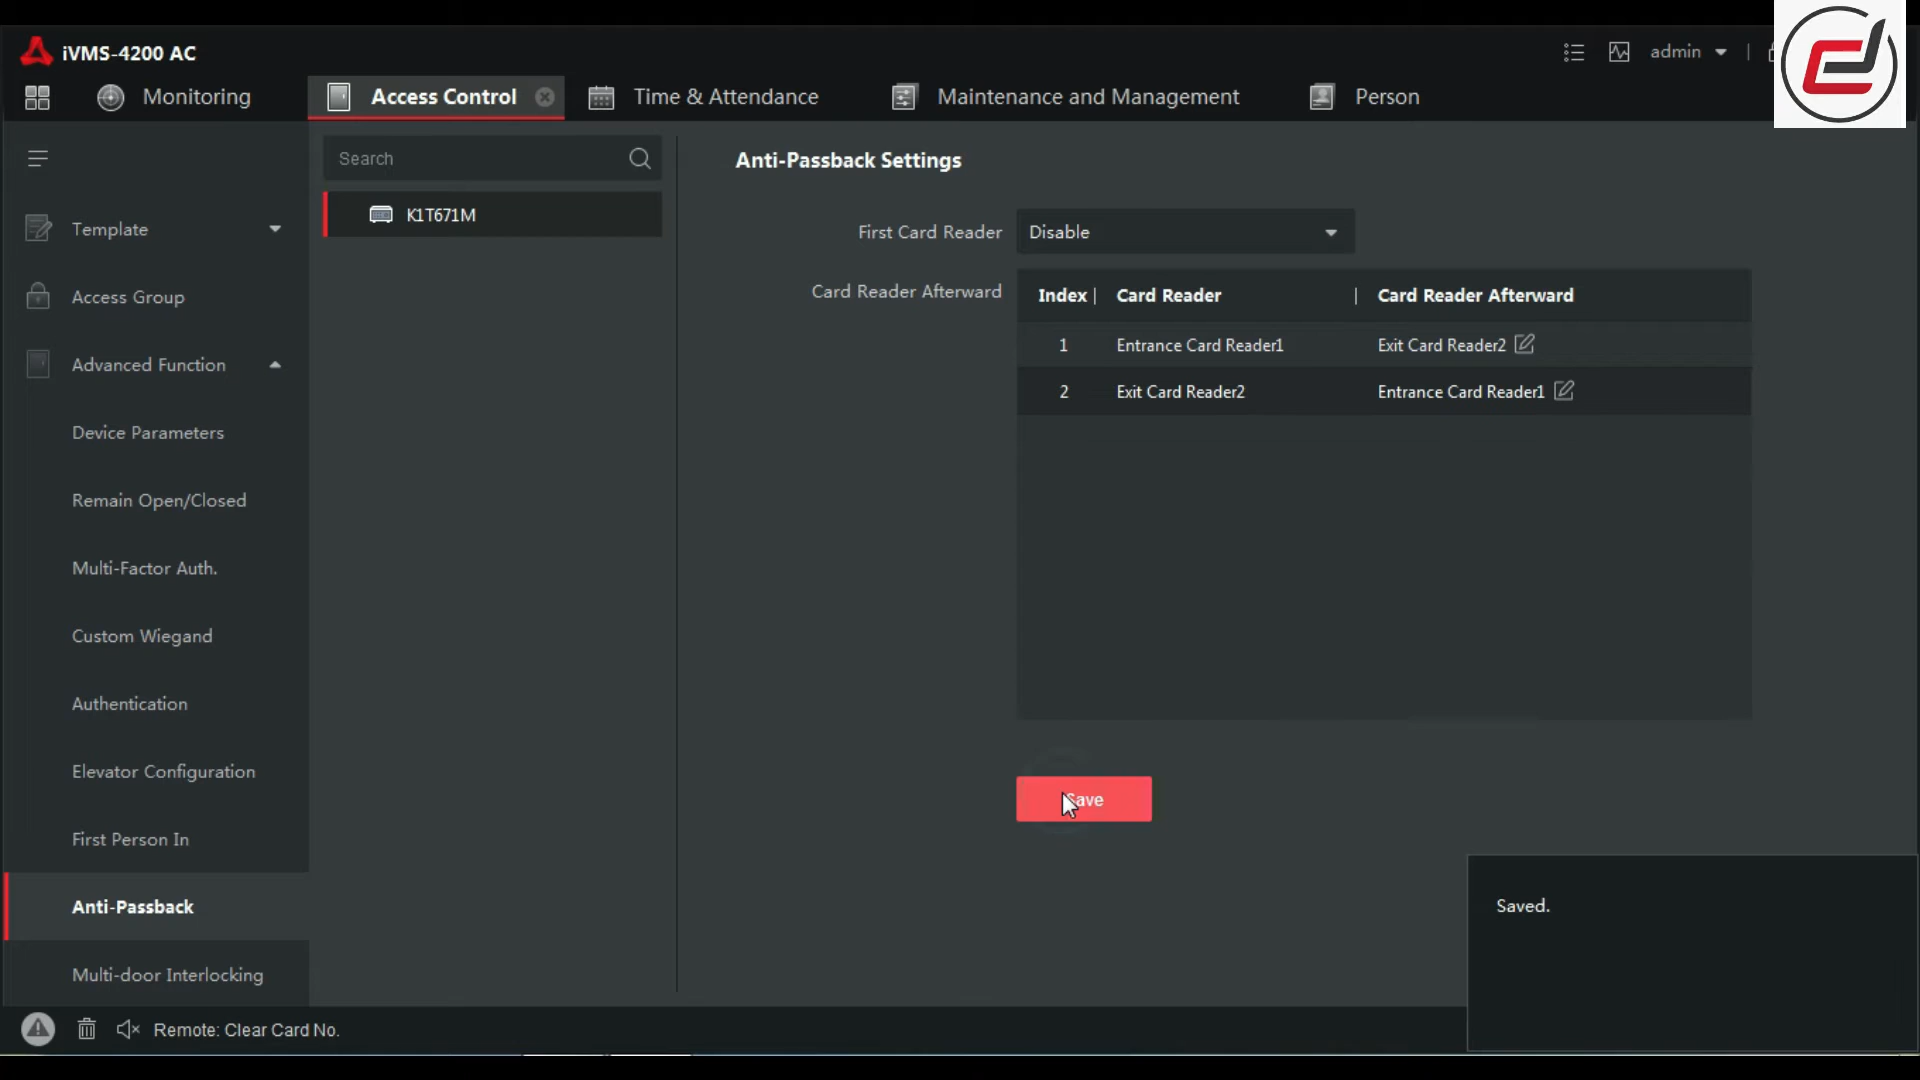 iVMS-4200 AC
admin
Monitoring
Access Control
Time & Attendance
Maintenance and Management
Person
Search
Anti-Passback Settings
K1T671M
Template
First Card Reader
Disable
Card Reader Afterward
Index
Card Reader
Card Reader Afterward
Access Group
1
Entrance Card Reader1
Exit Card Reader2
Advanced Function
2
Exit Card Reader2
Entrance Card Reader1
Device Parameters
Remain Open/Closed
Multi-Factor Auth.
Custom Wiegand
Authentication
Elevator Configuration
Save
First Person In
Anti-Passback
Saved.
Multi-door Interlocking
Remote: Clear Card No.